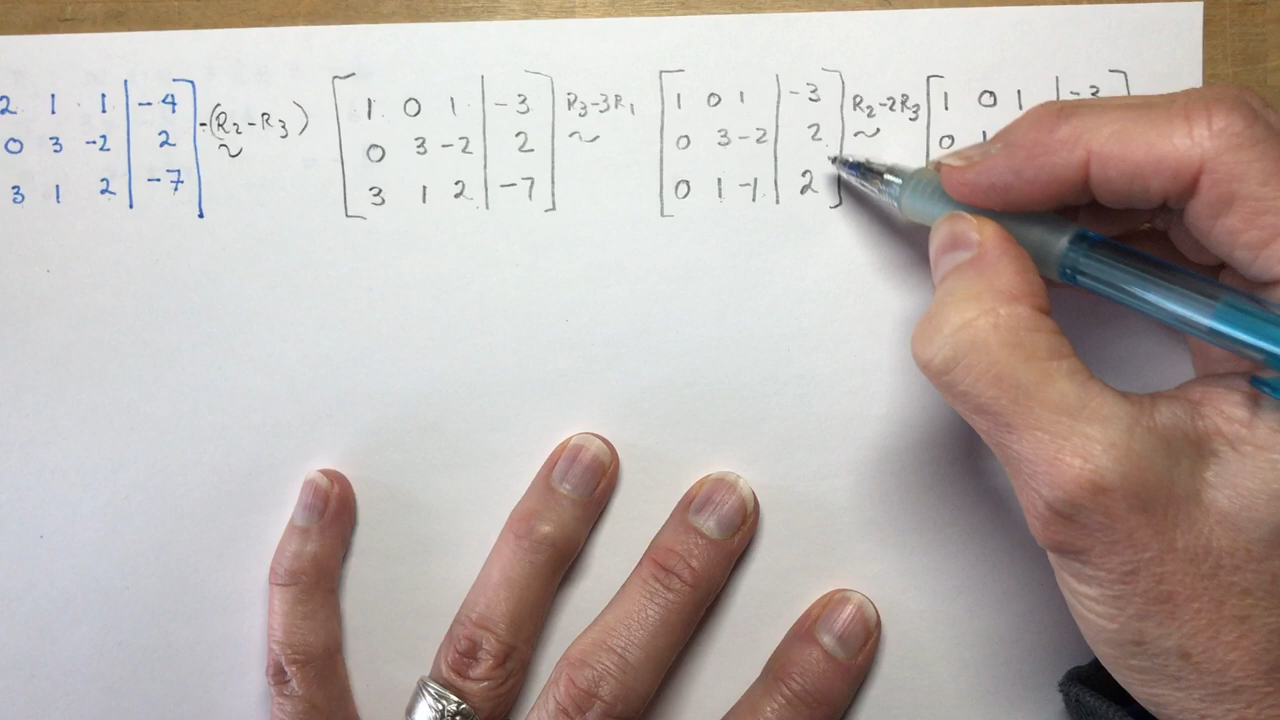 2 1 1 | -4 -(R2-R3) 1 0 1 | -3 R3-3R1 1 0 1 | -3 R2-2R3 1 0 1 | -3
0 3 -2 | 2 ~ 0 3 -2 | 2 ~ 0 3 -2 | 2 ~ 0 1
3 1 2 | -7 3 1 2 | -7 0 1 -1 | 2